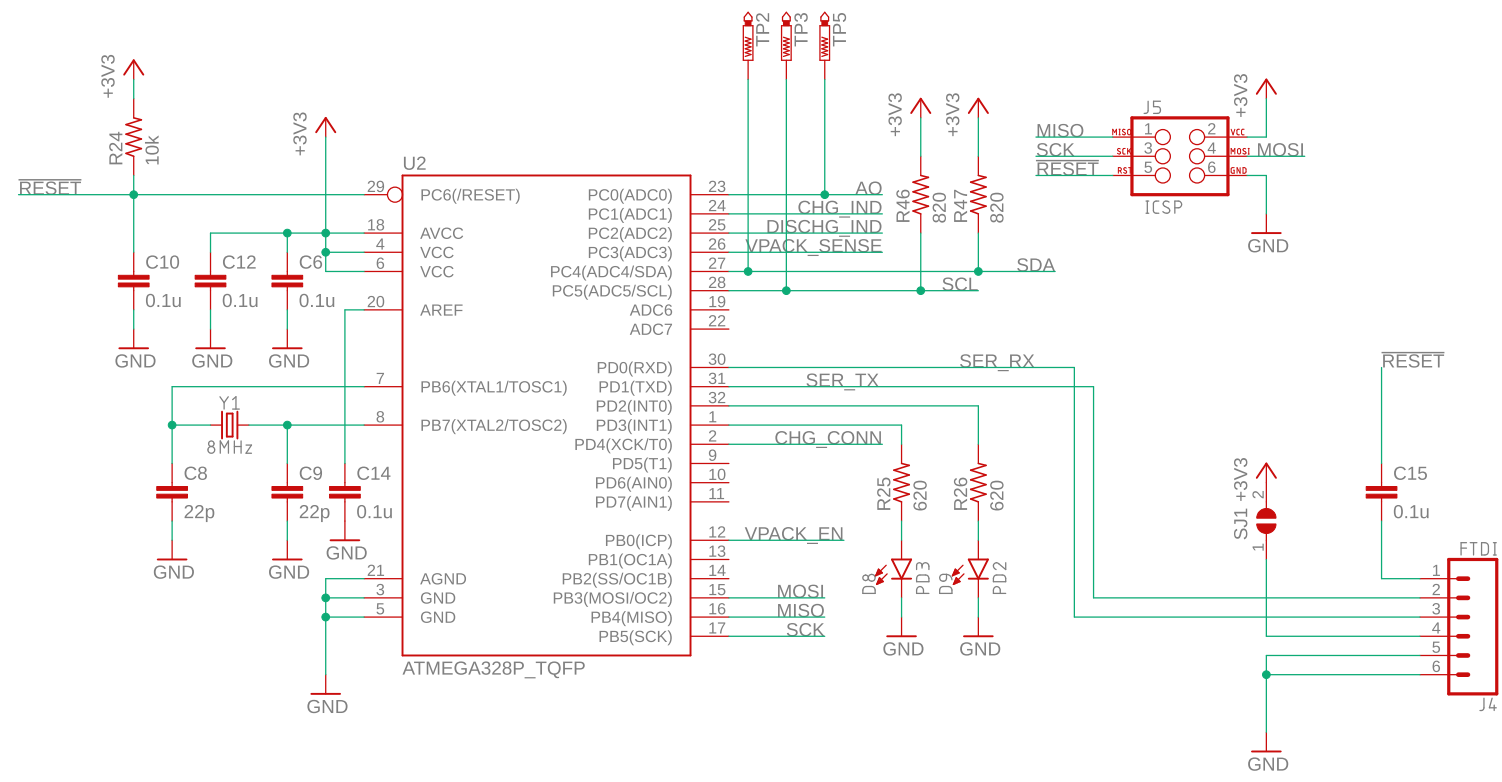 TP2
TP3
TP5
+3V3
R24
10k
+3V3
RESET
29
PC6(/RESET)
U2
18
AVCC
4
VCC
6
VCC
20
AREF
7
PB6(XTAL1/TOSC1)
8
PB7(XTAL2/TOSC2)
21
AGND
3
GND
5
GND
ATMEGA328P_TQFP
C10
0.1u
GND
C12
0.1u
GND
C6
0.1u
GND
Y1
8MHz
C8
22p
GND
C9
22p
GND
C14
0.1u
GND
GND
PC0(ADC0)
23
AO
PC1(ADC1)
24
CHG_IND
PC2(ADC2)
25
DISCHG_IND
PC3(ADC3)
26
VPACK_SENSE
PC4(ADC4/SDA)
27
SDA
PC5(ADC5/SCL)
28
SCL
ADC6
19
ADC7
22
PD0(RXD)
30
SER_RX
PD1(TXD)
31
SER_TX
PD2(INT0)
32
PD3(INT1)
1
PD4(XCK/T0)
2
CHG_CONN
PD5(T1)
9
PD6(AIN0)
10
PD7(AIN1)
11
PB0(ICP)
12
VPACK_EN
PB1(OC1A)
13
PB2(SS/OC1B)
14
PB3(MOSI/OC2)
15
MOSI
PB4(MISO)
16
MISO
PB5(SCK)
17
SCK
+3V3
R46
820
+3V3
R47
820
R25
620
D8
PD3
GND
R26
620
D9
PD2
GND
J5
+3V3
MISO
MISO
1
2
VCC
SCK
SCK
3
4
MOSI
MOSI
RESET
RST
5
6
GND
ICSP
GND
RESET
C15
0.1u
+3V3
2
SJ1
1
FTDI
1
2
3
4
5
6
J4
GND